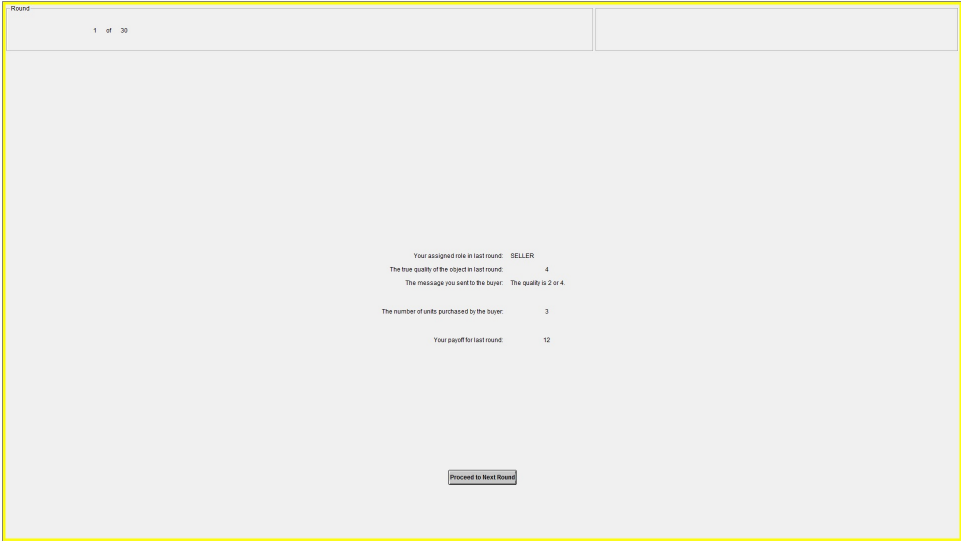 Round
1 of 30
Your assigned role in last round: SELLER
The true quality of the object in last round: 4
The message you sent to the buyer: The quality is 2 or 4.
The number of units purchased by the buyer: 3
Your payoff for last round: 12
Proceed to Next Round